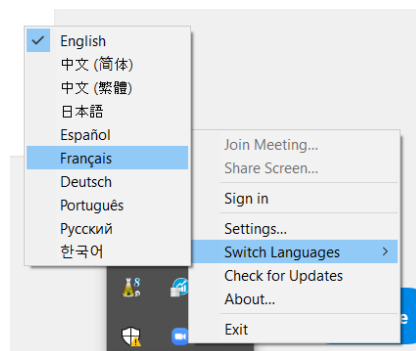 English
中文 (简体)
中文 (繁體)
日本語
Español
Français
Deutsch
Português
Русский
한국어
Join Meeting...
Share Screen...
Sign in
Settings...
Switch Languages
Check for Updates
About...
Exit
8
e